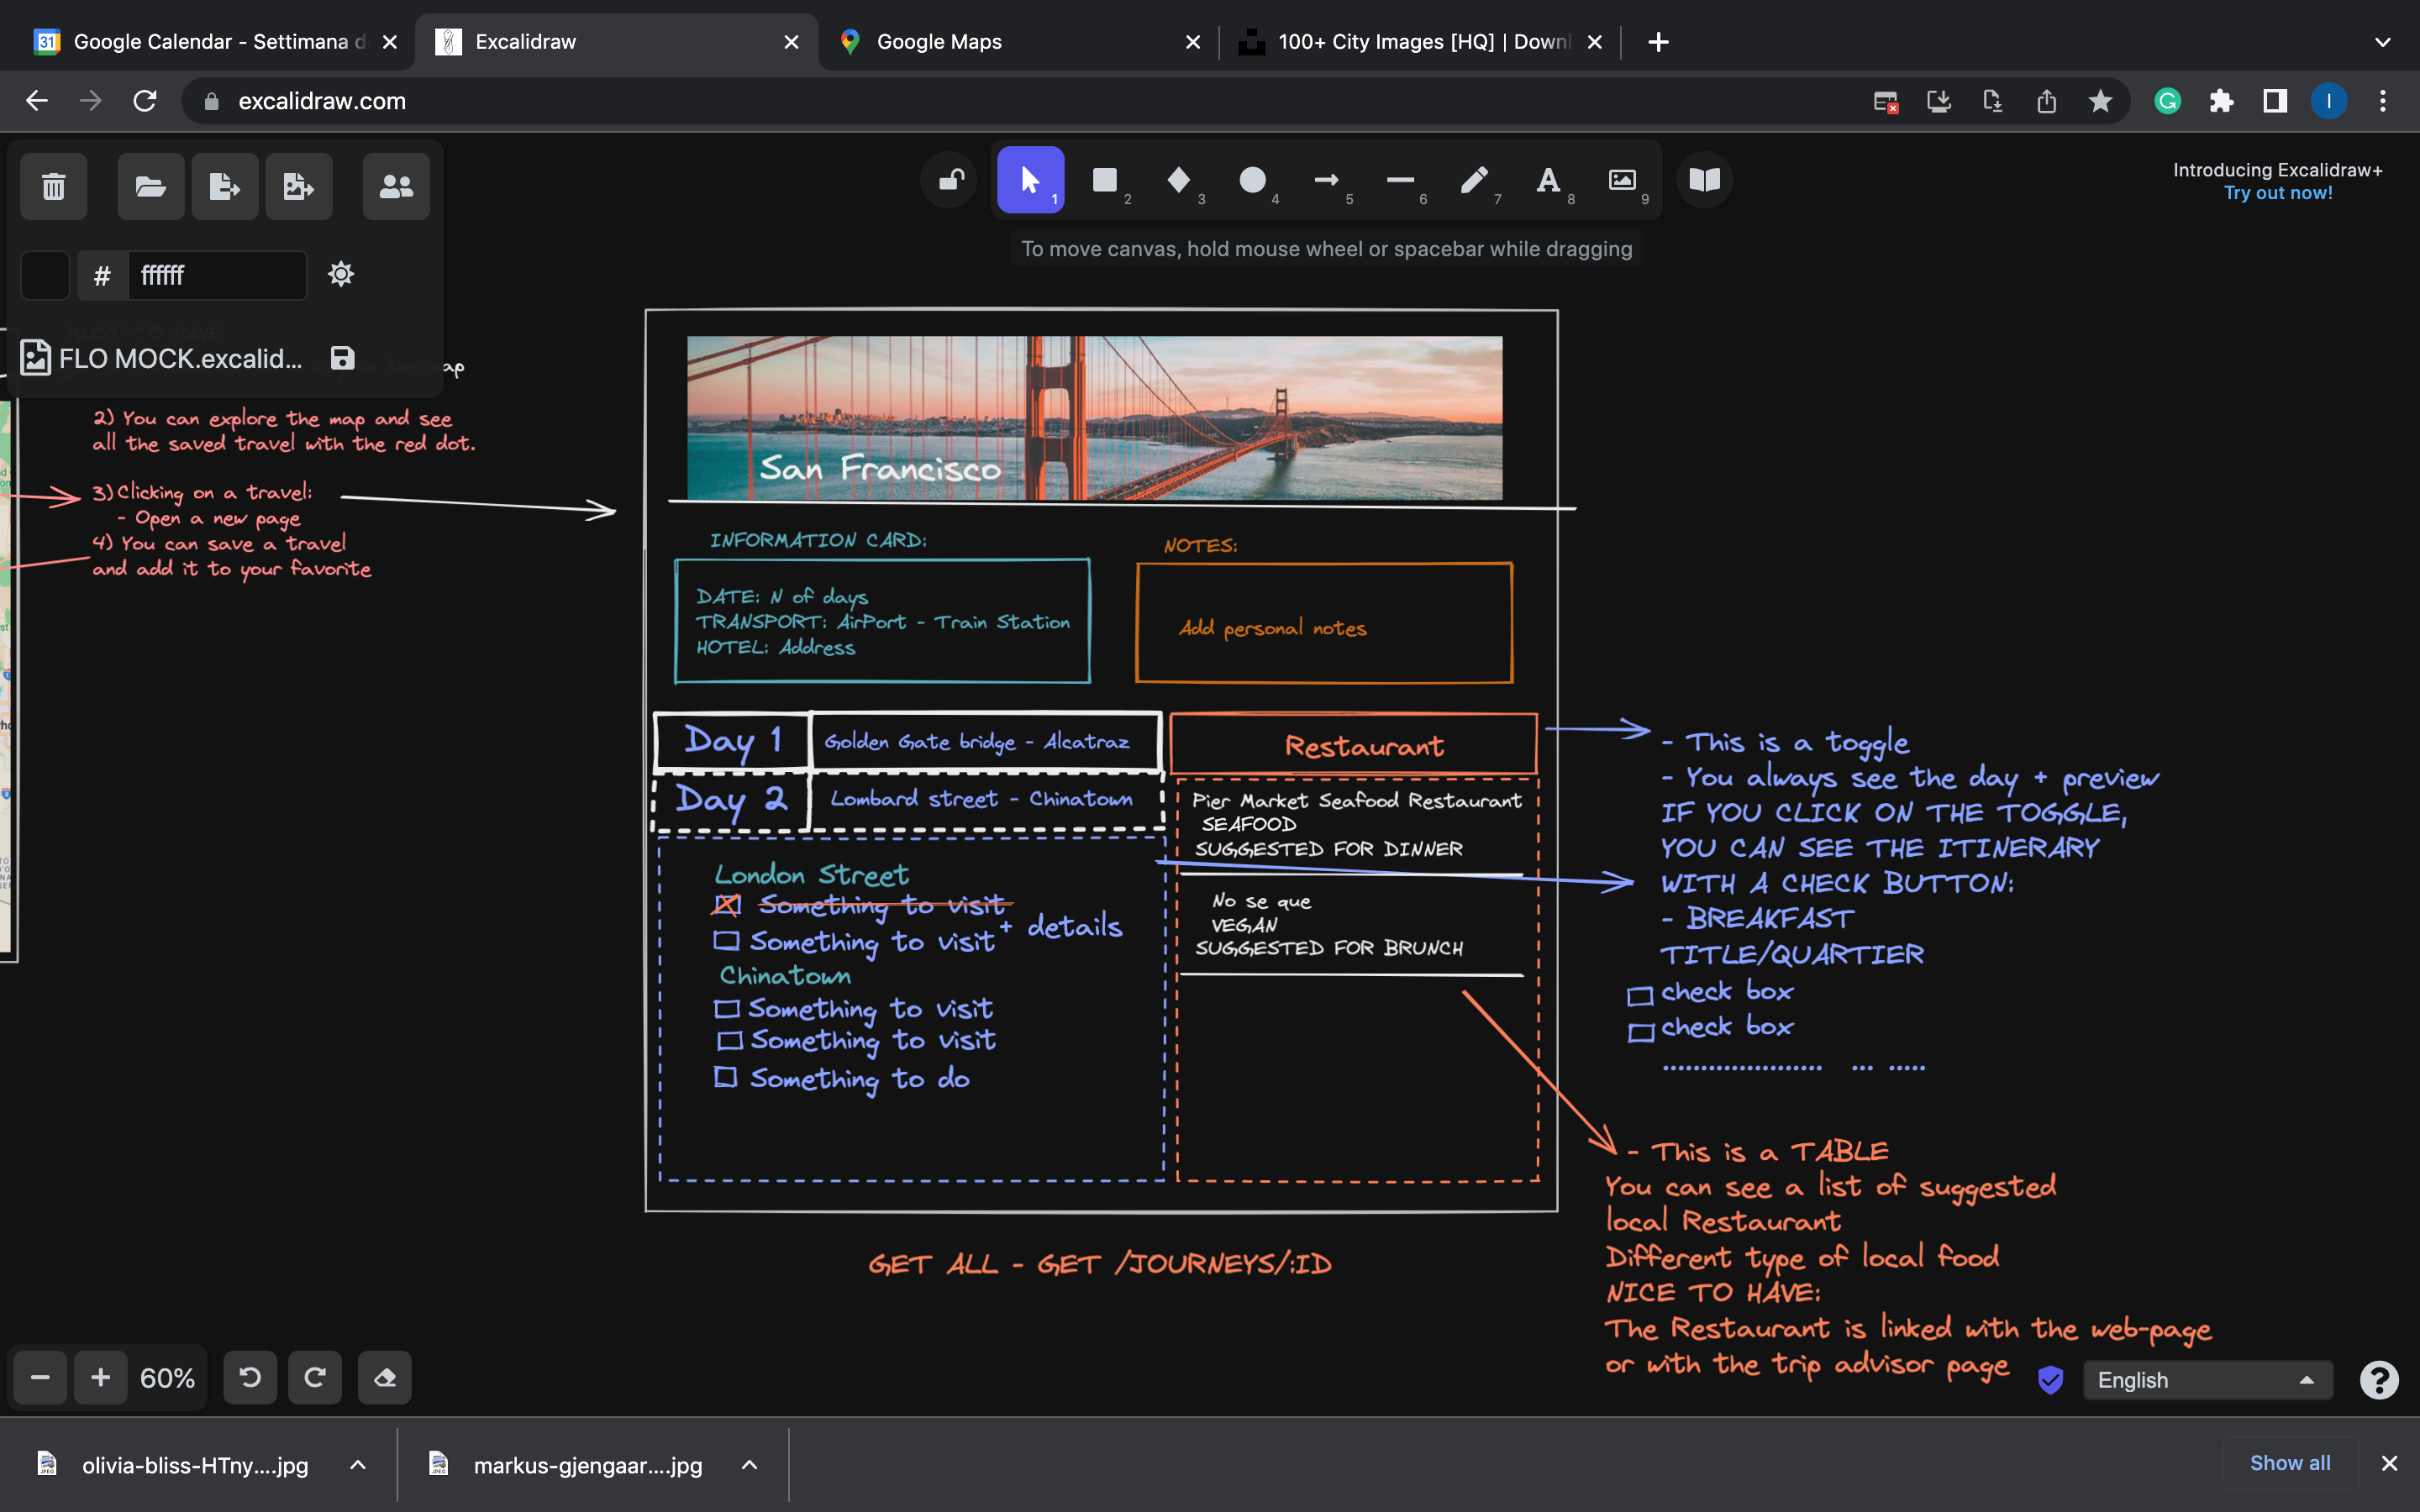 Google Calendar - Settimana d
Excalidraw
Google Maps
100+ City Images [HQ] | Downl
excalidraw.com
1
2
3
4
5
6
7
8
9
Introducing Excalidraw+
Try out now!
To move canvas, hold mouse wheel or spacebar while dragging
# ffffff
MUST TO HAVE
FLO MOCK.excalid...
on the map
2) You can explore the map and see
all the saved travel with the red dot.
3) Clicking on a travel:
- Open a new page
4) You can save a travel
and add it to your favorite
San Francisco
INFORMATION CARD:
DATE: N of days
TRANSPORT: AirPort - Train Station
HOTEL: Address
NOTES:
Add personal notes
Day 1
Golden Gate bridge - Alcatraz
Day 2
Lombard street - Chinatown
London Street
Something to visit
Something to visit + details
Chinatown
Something to visit
Something to visit
Something to do
Restaurant
Pier Market Seafood Restaurant
SEAFOOD
SUGGESTED FOR DINNER
No se que
VEGAN
SUGGESTED FOR BRUNCH
- This is a toggle
- You always see the day + preview
IF YOU CLICK ON THE TOGGLE,
YOU CAN SEE THE ITINERARY
WITH A CHECK BUTTON:
- BREAKFAST
TITLE/QUARTIER
check box
check box
..................... ... .....
- This is a TABLE
You can see a list of suggested
local Restaurant
Different type of local food
NICE TO HAVE:
The Restaurant is linked with the web-page
or with the trip advisor page
GET ALL - GET /JOURNEYS/:ID
60%
English
olivia-bliss-HTny....jpg
markus-gjengaar....jpg
Show all